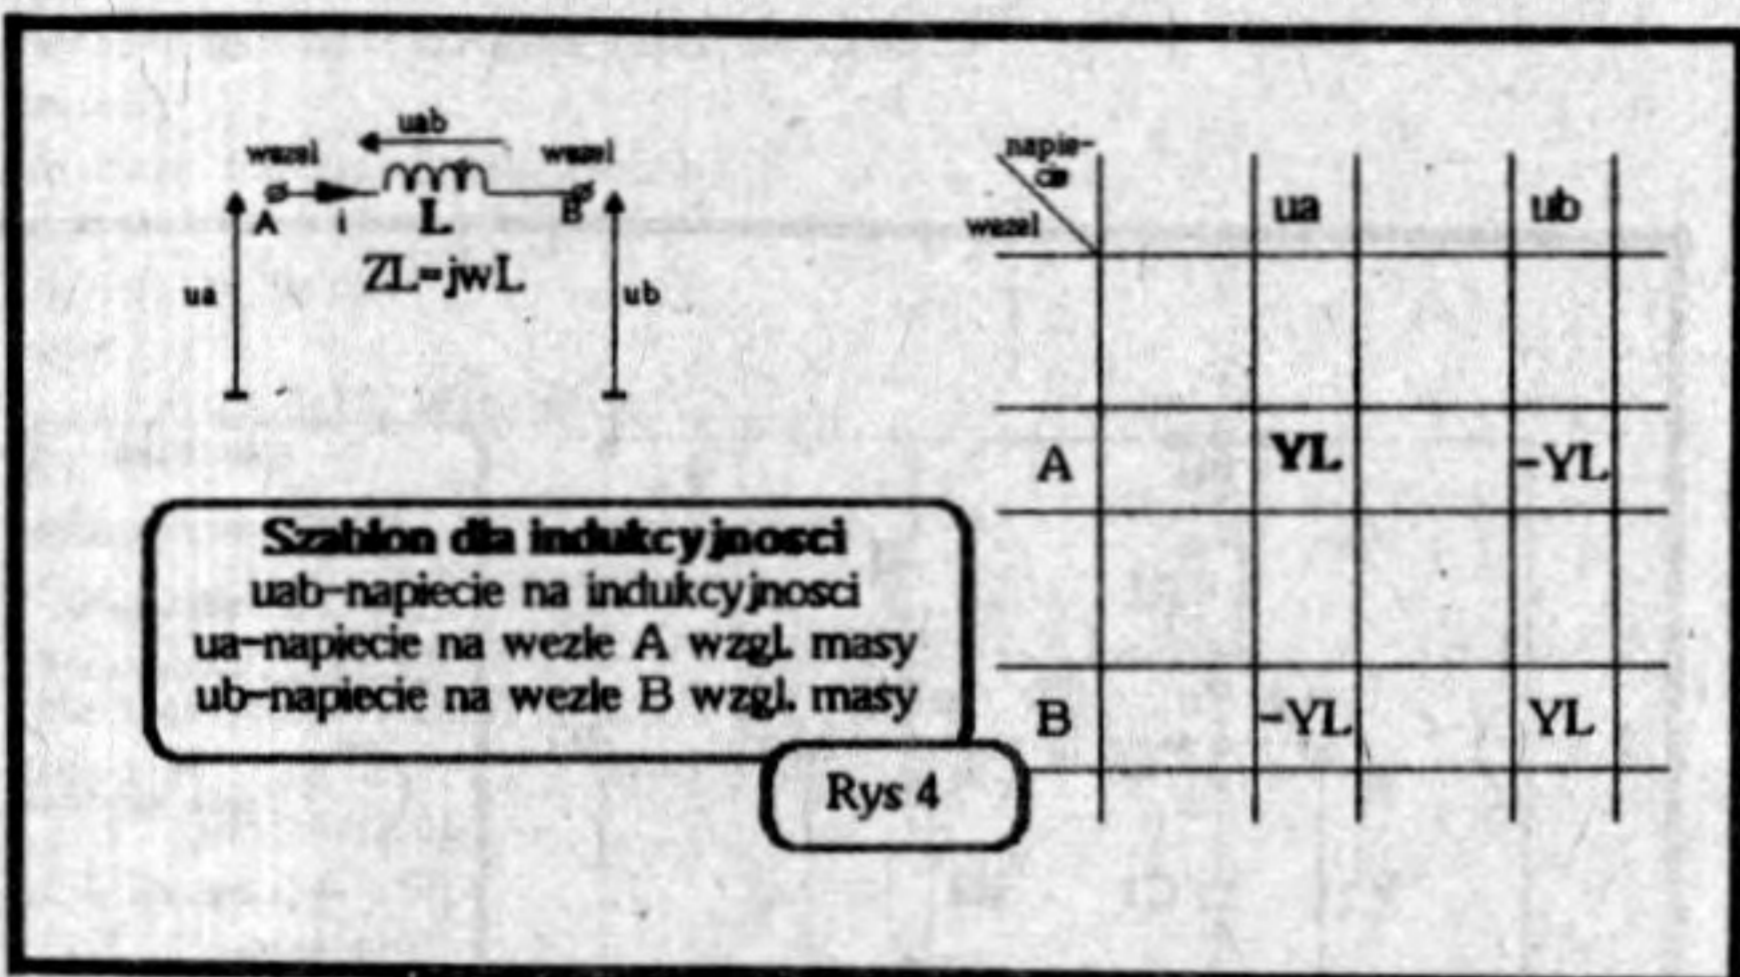 uab
wezel
wezel
A
i
L
B
ZL=jwL
ua
ub
napie-
cie
wezel
ua
ub
A
YL
-YL
B
-YL
YL
Szablon dla indukcyjnosci
uab-napiecie na indukcyjnosci
ua-napiecie na wezle A wzgl. masy
ub-napiecie na wezle B wzgl. masy
Rys 4